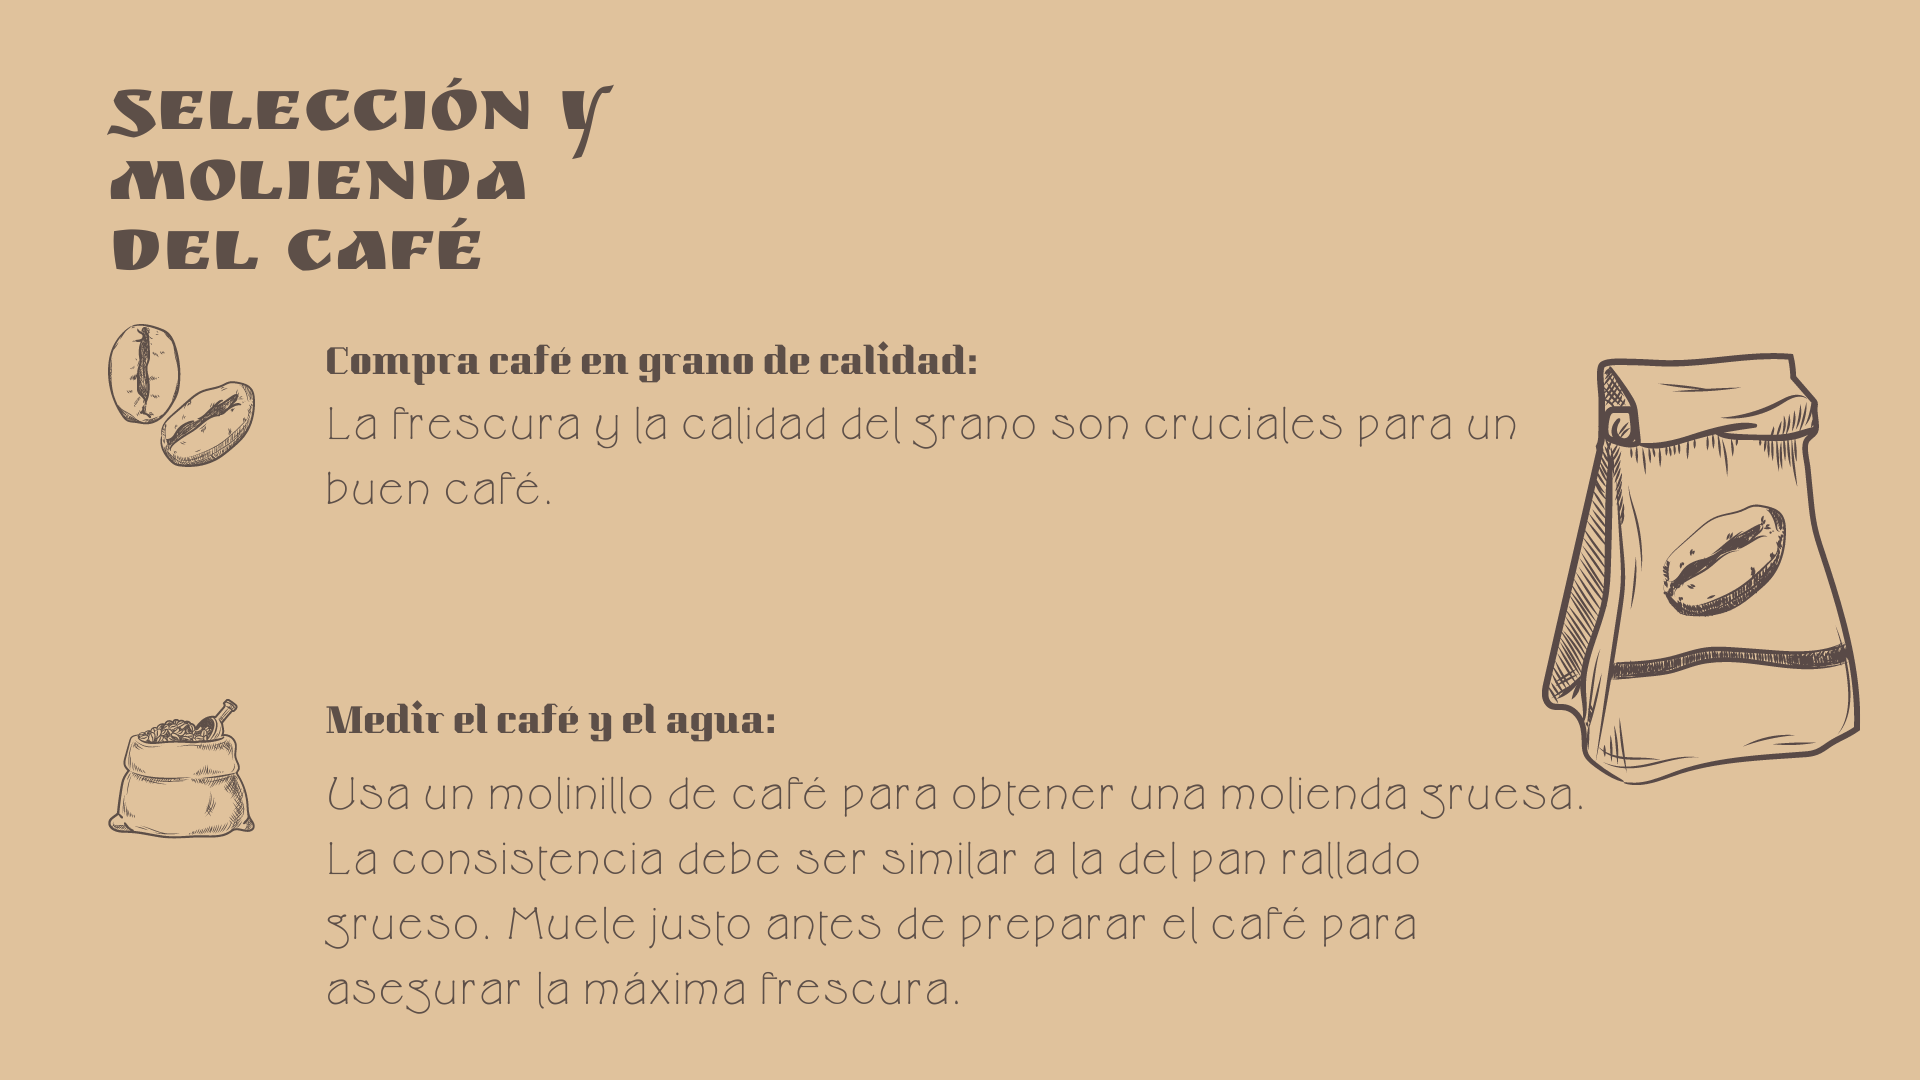 Selección y
molienda
del café
Compra café en grano de calidad:
La frescura y la calidad del grano son cruciales para un
buen café.
Medir el café y el agua:
Usa un molinillo de café para obtener una molienda gruesa.
La consistencia debe ser similar a la del pan rallado
grueso. Muele justo antes de preparar el café para
asegurar la máxima frescura.